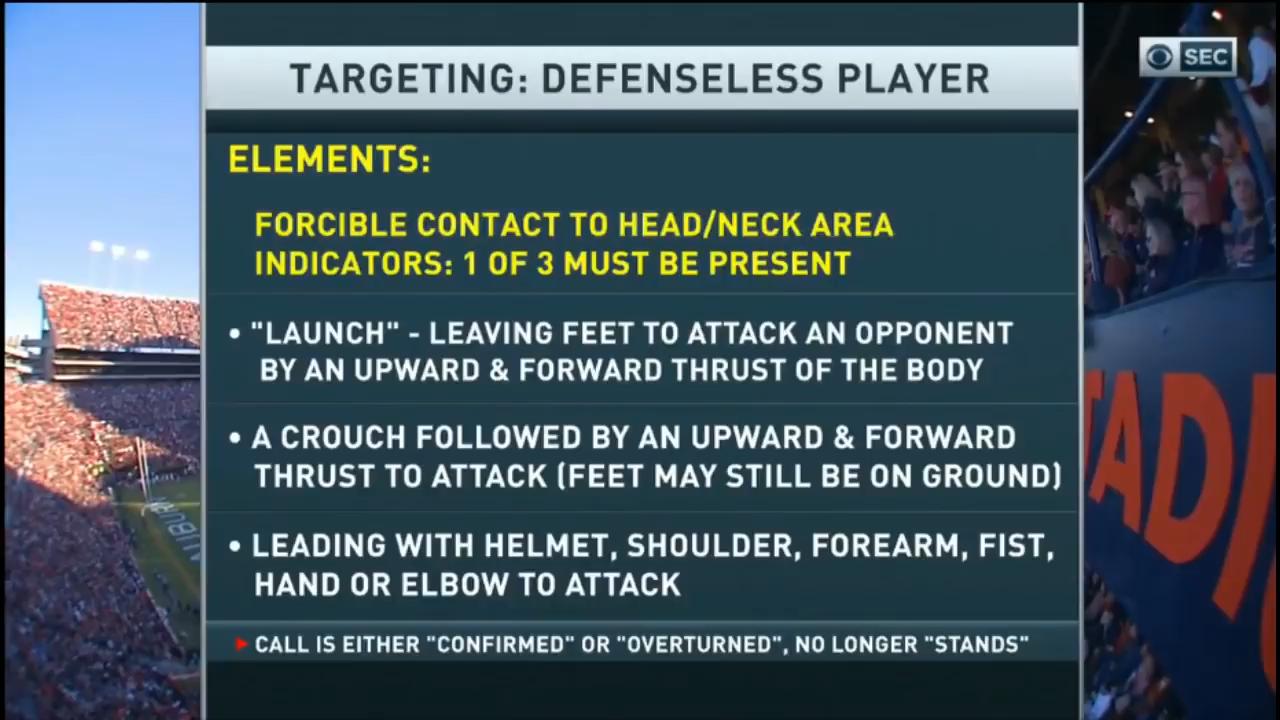 TARGETING: DEFENSELESS PLAYER
SEC
ELEMENTS:
FORCIBLE CONTACT TO HEAD/NECK AREA
INDICATORS: 1 OF 3 MUST BE PRESENT
• "LAUNCH" - LEAVING FEET TO ATTACK AN OPPONENT
BY AN UPWARD & FORWARD THRUST OF THE BODY
• A CROUCH FOLLOWED BY AN UPWARD & FORWARD
THRUST TO ATTACK (FEET MAY STILL BE ON GROUND)
• LEADING WITH HELMET, SHOULDER, FOREARM, FIST,
HAND OR ELBOW TO ATTACK
CALL IS EITHER "CONFIRMED" OR "OVERTURNED", NO LONGER "STANDS"
TADI
AUBURN